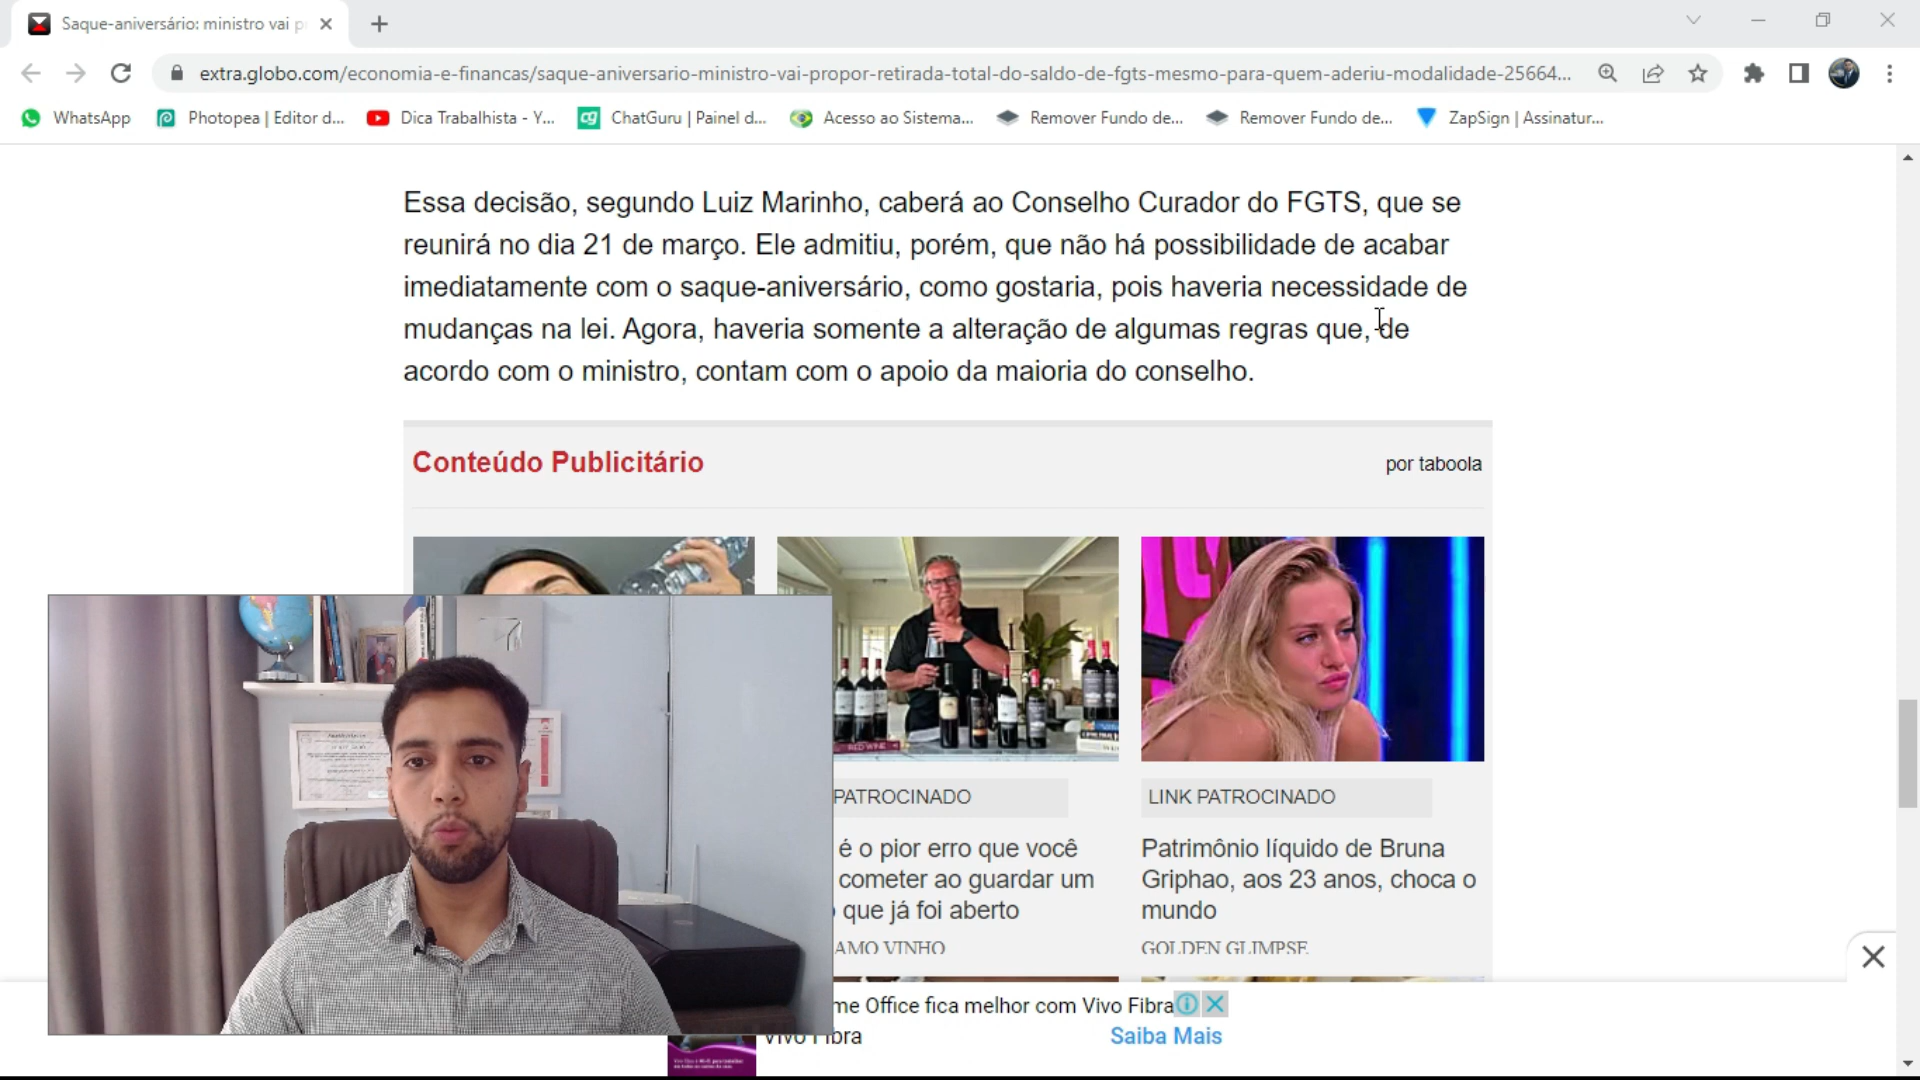 Saque-aniversário: ministro vai p
extra.globo.com/economia-e-financas/saque-aniversario-ministro-vai-propor-retirada-total-do-saldo-de-fgts-mesmo-para-quem-aderiu-modalidade-25664...
WhatsApp
Photopea | Editor d...
Dica Trabalhista - Y...
cg
ChatGuru | Painel d...
Acesso ao Sistema...
Remover Fundo de...
Remover Fundo de...
ZapSign | Assinatur...
Essa decisão, segundo Luiz Marinho, caberá ao Conselho Curador do FGTS, que se
reunirá no dia 21 de março. Ele admitiu, porém, que não há possibilidade de acabar
imediatamente com o saque-aniversário, como gostaria, pois haveria necessidade de
mudanças na lei. Agora, haveria somente a alteração de algumas regras que, de
acordo com o ministro, contam com o apoio da maioria do conselho.
Conteúdo Publicitário
por taboola
RED WINE
PATROCINADO
é o pior erro que você
cometer ao guardar um
que já foi aberto
AMO VINHO
LINK PATROCINADO
Patrimônio líquido de Bruna
Griphao, aos 23 anos, choca o
mundo
GOLDEN GLIMPSE
me Office fica melhor com Vivo Fibra
Vivo Fibra
Saiba Mais